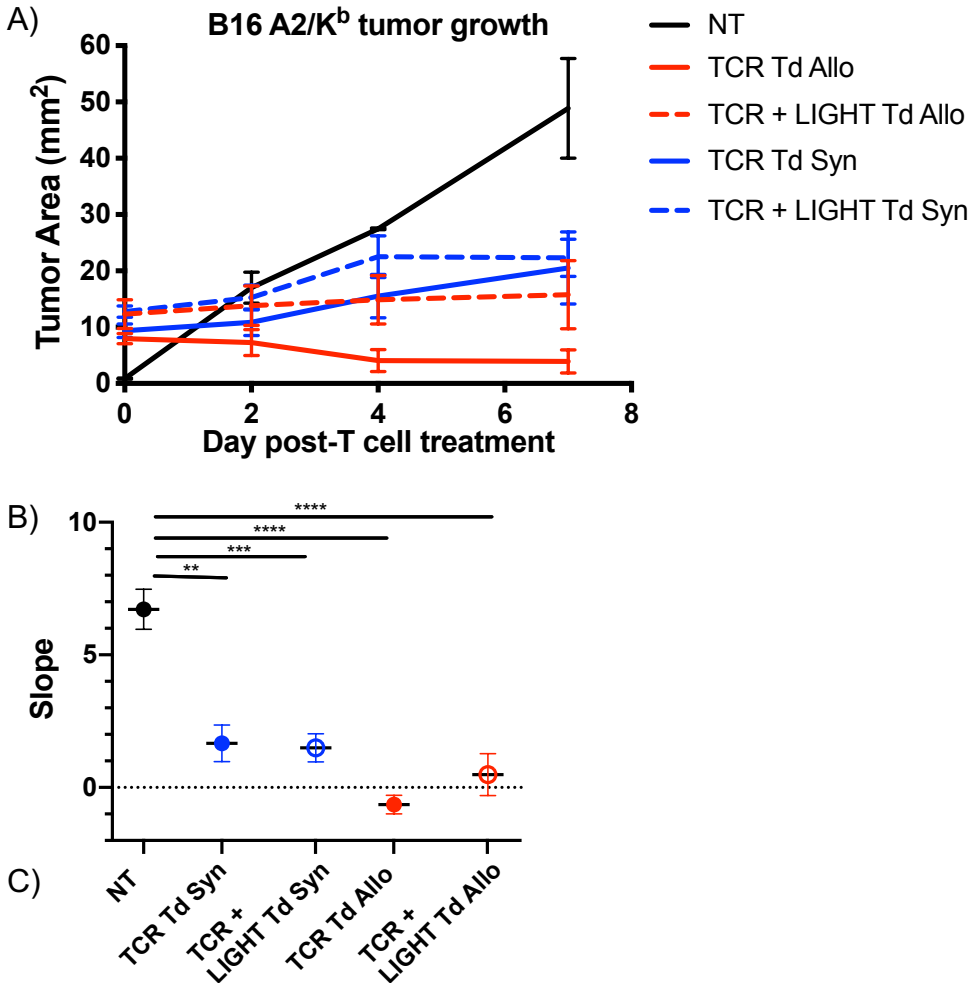 A)
B16 A2/Kᵇ tumor growth
Tumor Area (mm²)
60
50
40
30
20
10
0
0 2 4 6 8
Day post-T cell treatment
NT
TCR Td Allo
TCR + LIGHT Td Allo
TCR Td Syn
TCR + LIGHT Td Syn
B)
Slope
10
5
0
****
****
***
**
NT
TCR Td Syn
TCR +
LIGHT Td Syn
TCR Td Allo
TCR +
LIGHT Td Allo
C)